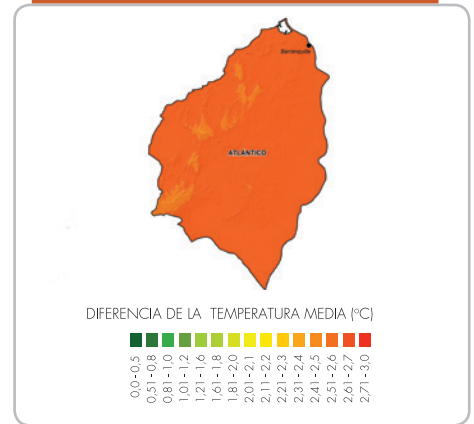 Barranquilla
ATLANTICO
DIFERENCIA DE LA TEMPERATURA MEDIA (ºC)
0,0 - 0,5
0,51 - 0,8
0,81 - 1,0
1,01 - 1,2
1,21 - 1,6
1,61 - 1,8
1,81 - 2,0
2,01 - 2,1
2,11 - 2,2
2,21 - 2,3
2,31 - 2,4
2,41 - 2,5
2,51 - 2,6
2,61 - 2,7
2,71 - 3,0